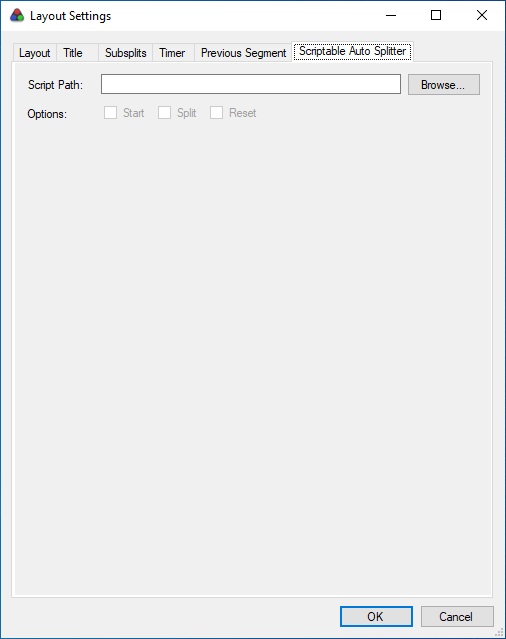 Layout Settings
Layout Title Subsplits Timer Previous Segment Scriptable Auto Splitter
Script Path: Browse...
Options: Start Split Reset
OK Cancel